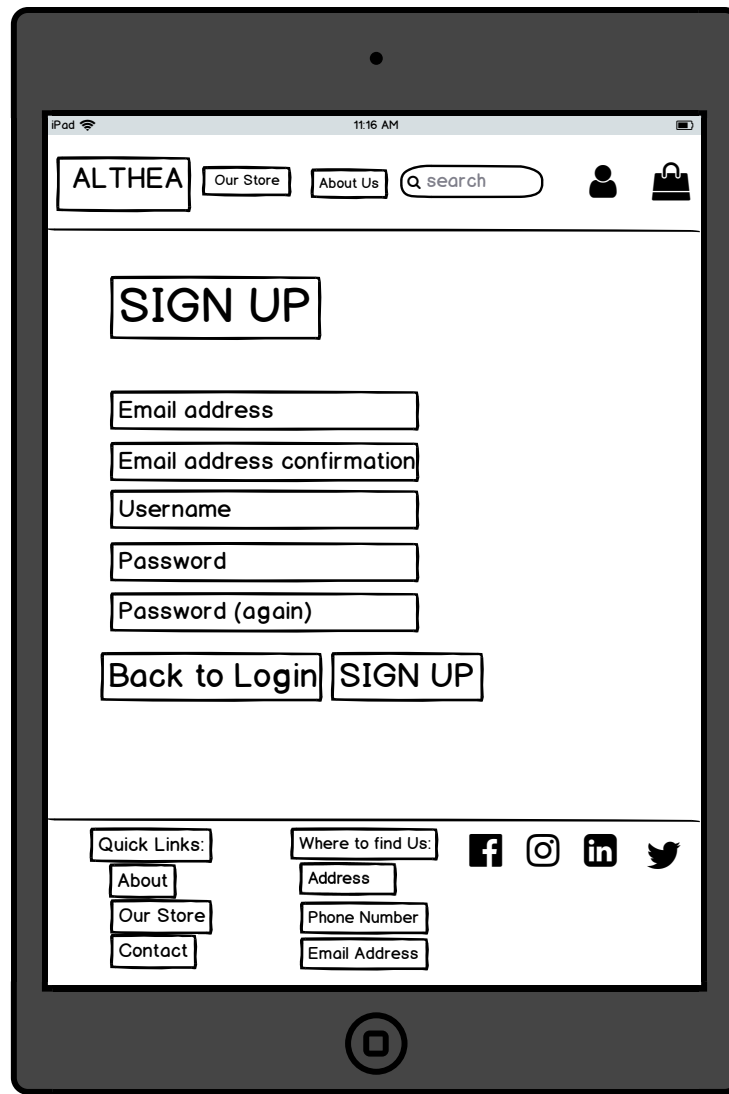 iPad 11:16 AM
ALTHEA Our Store About Us search
SIGN UP
Email address
Email address confirmation
Username
Password
Password (again)
Back to Login SIGN UP
Quick Links: Where to find Us:
About Address
Our Store Phone Number
Contact Email Address